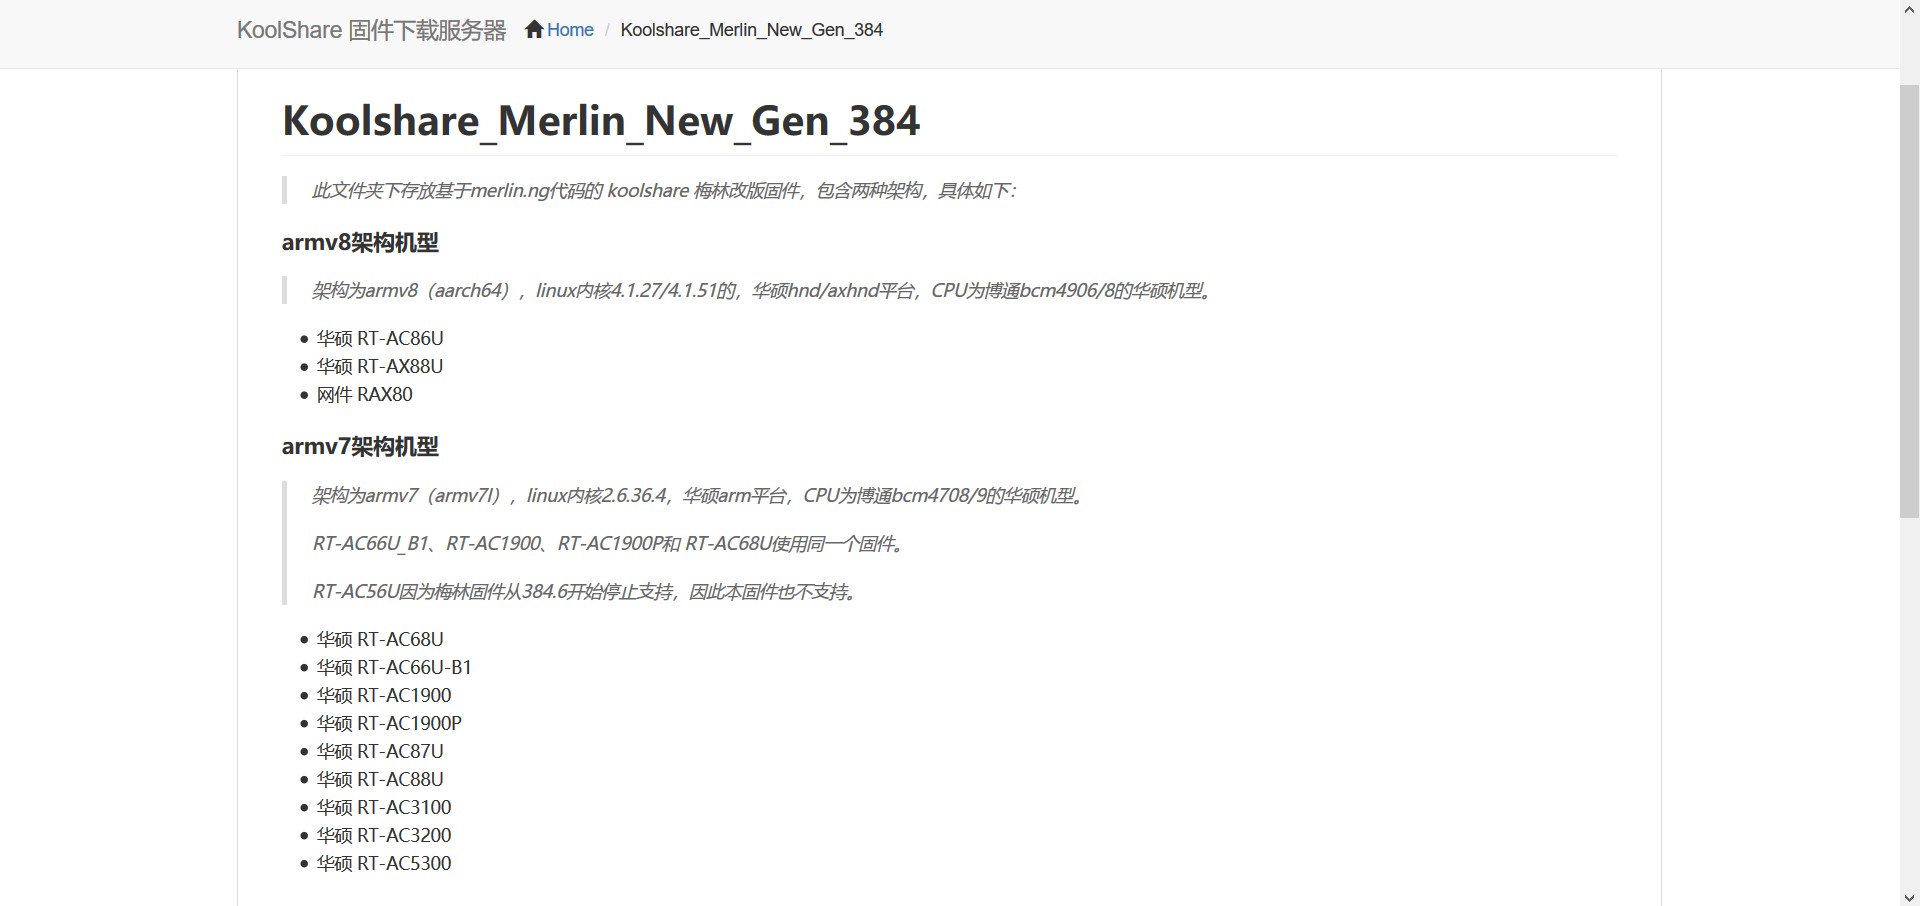 KoolShare 固件下载服务器 Home / Koolshare_Merlin_New_Gen_384
Koolshare_Merlin_New_Gen_384
此文件夹下存放基于merlin.ng代码的 koolshare 梅林改版固件，包含两种架构，具体如下：
armv8架构机型
架构为armv8（aarch64），linux内核4.1.27/4.1.51的，华硕hnd/axhnd平台，CPU为博通bcm4906/8的华硕机型。
• 华硕 RT-AC86U
• 华硕 RT-AX88U
• 网件 RAX80
armv7架构机型
架构为armv7（armv7l），linux内核2.6.36.4，华硕arm平台，CPU为博通bcm4708/9的华硕机型。
RT-AC66U_B1、RT-AC1900、RT-AC1900P和 RT-AC68U使用同一个固件。
RT-AC56U因为梅林固件从384.6开始停止支持，因此本固件也不支持。
• 华硕 RT-AC68U
• 华硕 RT-AC66U-B1
• 华硕 RT-AC1900
• 华硕 RT-AC1900P
• 华硕 RT-AC87U
• 华硕 RT-AC88U
• 华硕 RT-AC3100
• 华硕 RT-AC3200
• 华硕 RT-AC5300